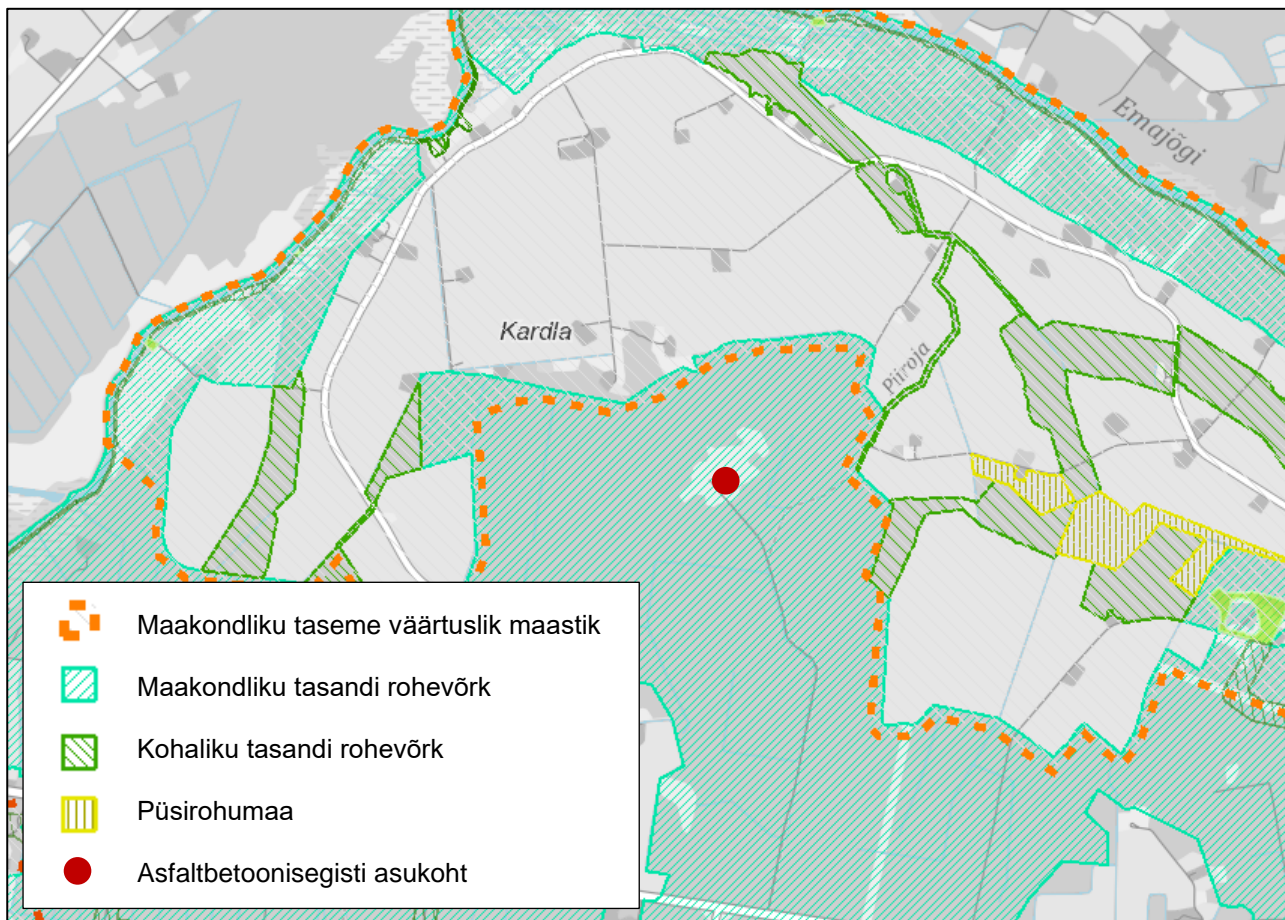 Emajõgi
Kardla
Piiroja
Maakondliku taseme väärtuslik maastik
Maakondliku tasandi rohevõrk
Kohaliku tasandi rohevõrk
Püsirohumaa
Asfaltbetoonisegisti asukoht